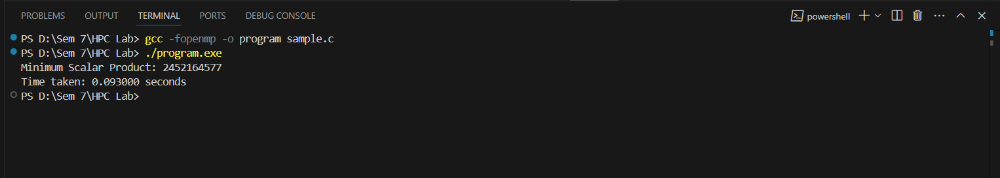 PROBLEMS OUTPUT TERMINAL PORTS DEBUG CONSOLE powershell
PS D:\Sem 7\HPC Lab> gcc -fopenmp -o program sample.c
PS D:\Sem 7\HPC Lab> ./program.exe
Minimum Scalar Product: 2452164577
Time taken: 0.093000 seconds
PS D:\Sem 7\HPC Lab>